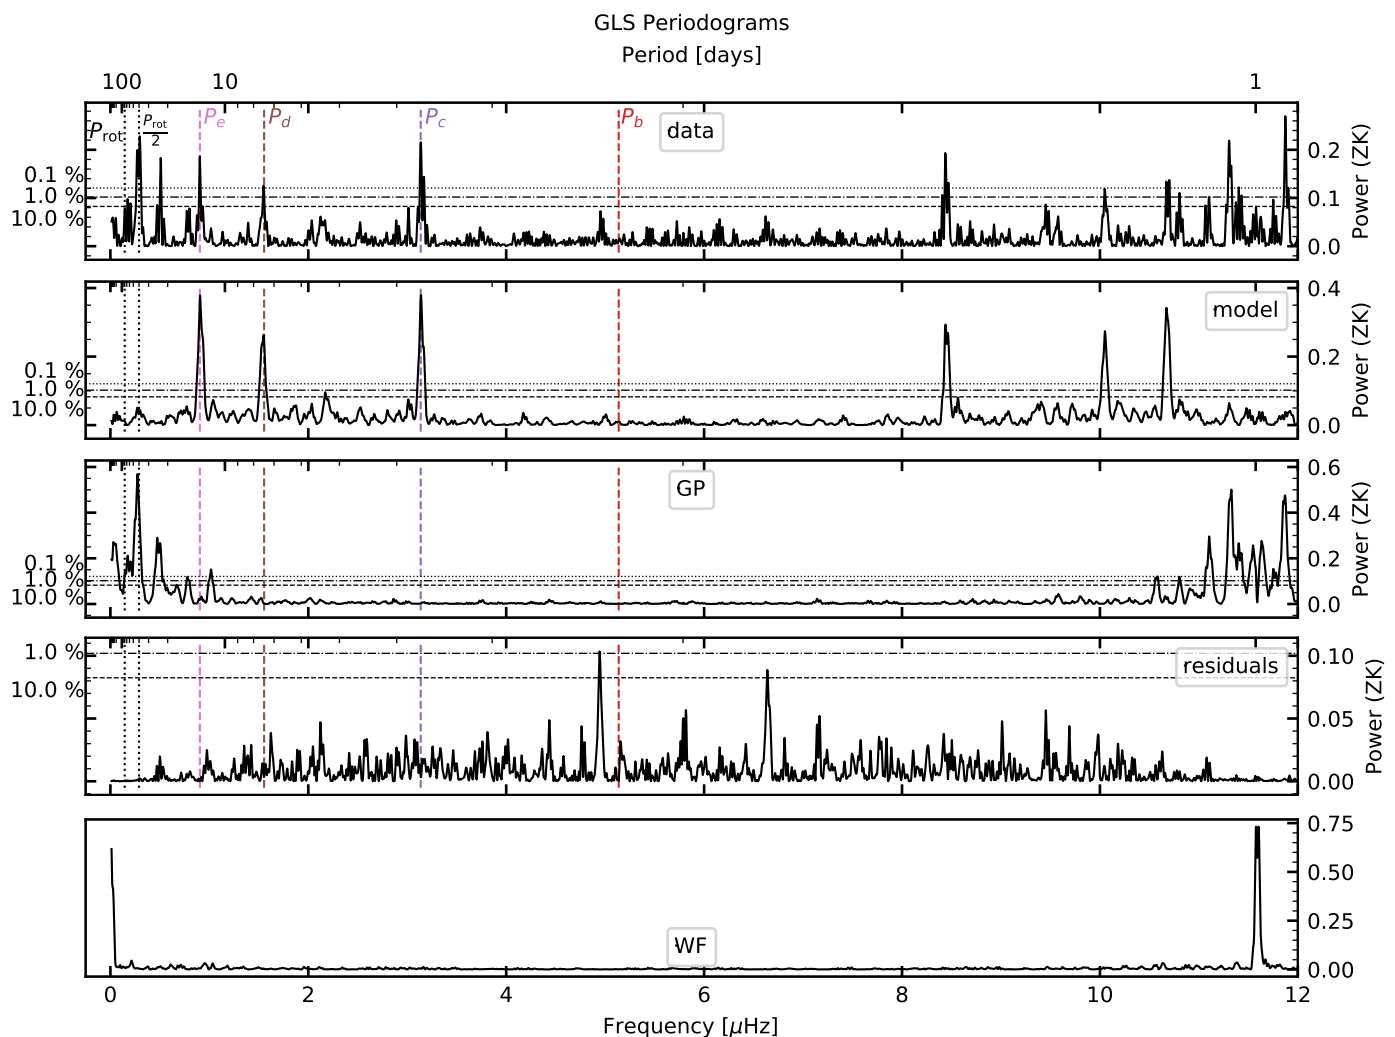 GLS Periodograms
Period [days]
100 10 1
P_rot P_rot/2 P_e P_d P_c P_b
data
0.1 %
1.0 %
10.0 %
0.2
0.1
0.0
Power (ZK)
model
0.1 %
1.0 %
10.0 %
0.4
0.2
0.0
Power (ZK)
GP
0.1 %
1.0 %
10.0 %
0.6
0.4
0.2
0.0
Power (ZK)
residuals
1.0 %
10.0 %
0.10
0.05
0.00
Power (ZK)
WF
0.75
0.50
0.25
0.00
0 2 4 6 8 10 12
Frequency [μHz]